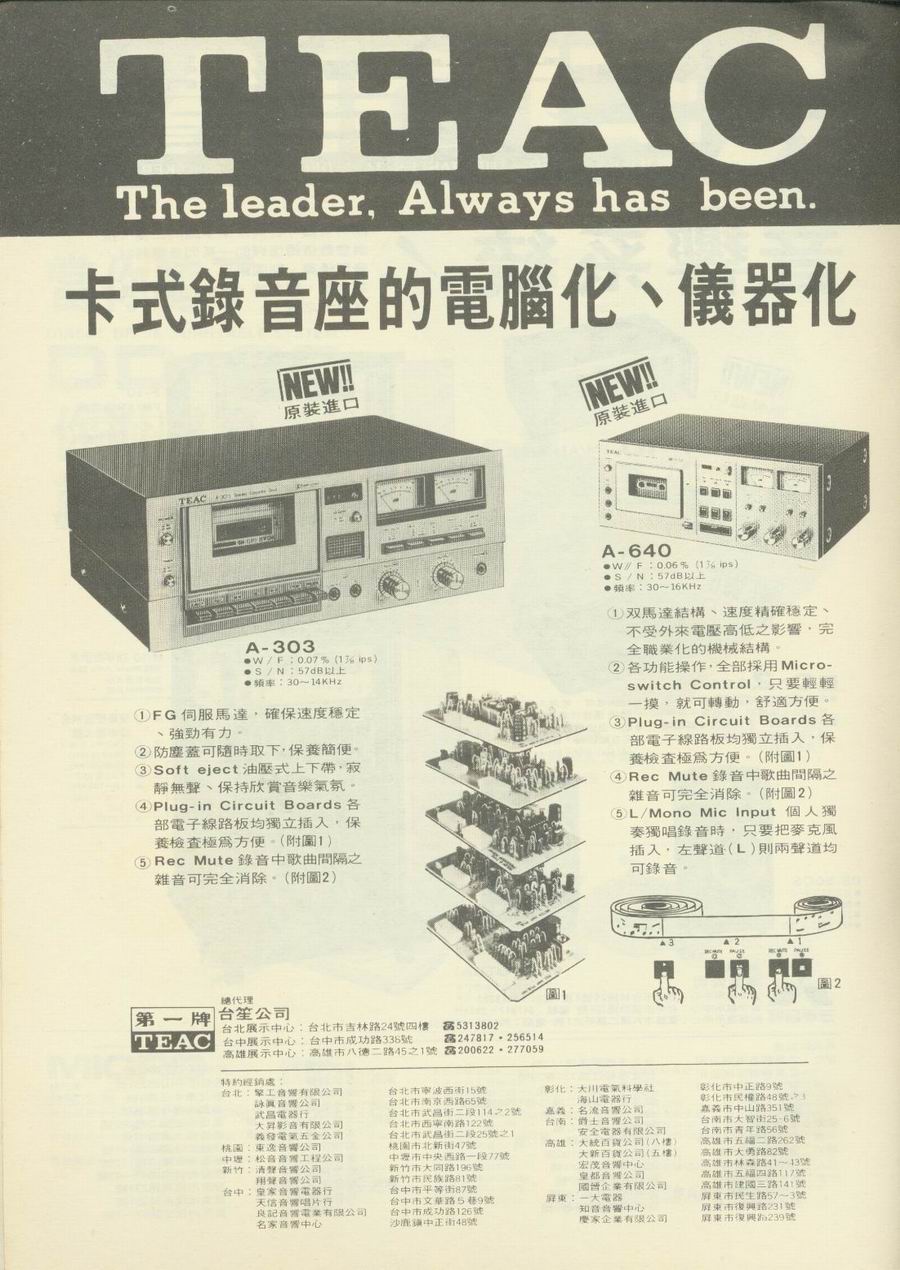 TEAC
The leader, Always has been.
卡式錄音座的電腦化、儀器化
NEW!!
原裝進口
NEW!!
原裝進口
TEAC
TEAC
A-303
●W / F：0.07% (1⅞ ips)
●S / N：57dB以上
●頻率：30～14KHz
①FG 伺服馬達，確保速度穩定
、強勁有力。
②防塵蓋可隨時取下，保養簡便。
③Soft eject 油壓式上下帶，寂
靜無聲、保持欣賞音樂氣氛。
④Plug-in Circuit Boards 各
部電子線路板均獨立插入，保
養檢查極爲方便。(附圖1)
⑤Rec Mute 錄音中歌曲間隔之
雜音可完全消除。(附圖2)
A-640
●W / F：0.06% (1⅞ ips)
●S / N：57dB以上
●頻率：30～16KHz
①双馬達結構、速度精確穩定、
不受外來電壓高低之影響，完
全職業化的機械結構。
②各功能操作，全部採用Micro-
switch Control，只要輕輕
一摸，就可轉動，舒適方便。
③Plug-in Circuit Boards 各
部電子線路板均獨立插入，保
養檢查極爲方便。(附圖1)
④Rec Mute 錄音中歌曲間隔之
雜音可完全消除。(附圖2)
⑤L/Mono Mic Input 個人獨
奏獨唱錄音時，只要把麥克風
插入，左聲道(L)則兩聲道均
可錄音。
▲3 ▲2 ▲1
REC MUTE PAUSE REC MUTE PAUSE
圖1
圖2
第一牌
TEAC
總代理
台笙公司
台北展示中心：台北市吉林路24號四樓 ☎5313802
台中展示中心：台中市成功路338號 ☎247817・256514
高雄展示中心：高雄市八德二路45之1號 ☎200622・277059
特約經銷處：
台北：擎工音響有限公司 台北市寧波西街15號
詠眞音響公司 台北市南京西路65號
武昌電器行 台北市武昌街二段114之2號
大昇影音有限公司 台北市西寧南路122號
義發電氣五金公司 台北市武昌街二段25號之1
桃園：東逸音響公司 桃園市北新街47號
中壢：松音音響工程公司 中壢市中央西路一段77號
新竹：清聲音響公司 新竹市大同路196號
翔聲音響公司 新竹市民族路81號
台中：皇家音響電器行 台中市平等街87號
天信音響唱片行 台中市文華路5巷9號
良記音響電業有限公司 台中市成功路126號
名家音響中心 沙鹿鎭中正街48號
彰化：大川電氣科學社 彰化市中正路9號
海山電器行 彰化市民權路48號之3
嘉義：名流音響公司 嘉義市中山路351號
台南：爵士音響公司 台南市大智街25-6號
安全電器有限公司 台南市青年路56號
高雄：大統百貨公司(八樓) 高雄市五福二路262號
大新百貨公司(五樓) 高雄市大勇路82號
宏茂音響中心 高雄市林森路41～43號
皇都音響公司 高雄市五福四路117號
國晉企業有限公司 高雄市建國三路141號
屏東：一大電器 屏東市民生路57～3號
知音音響中心 屏東市復興路231號
慶家企業有限公司 屏東市復興路239號